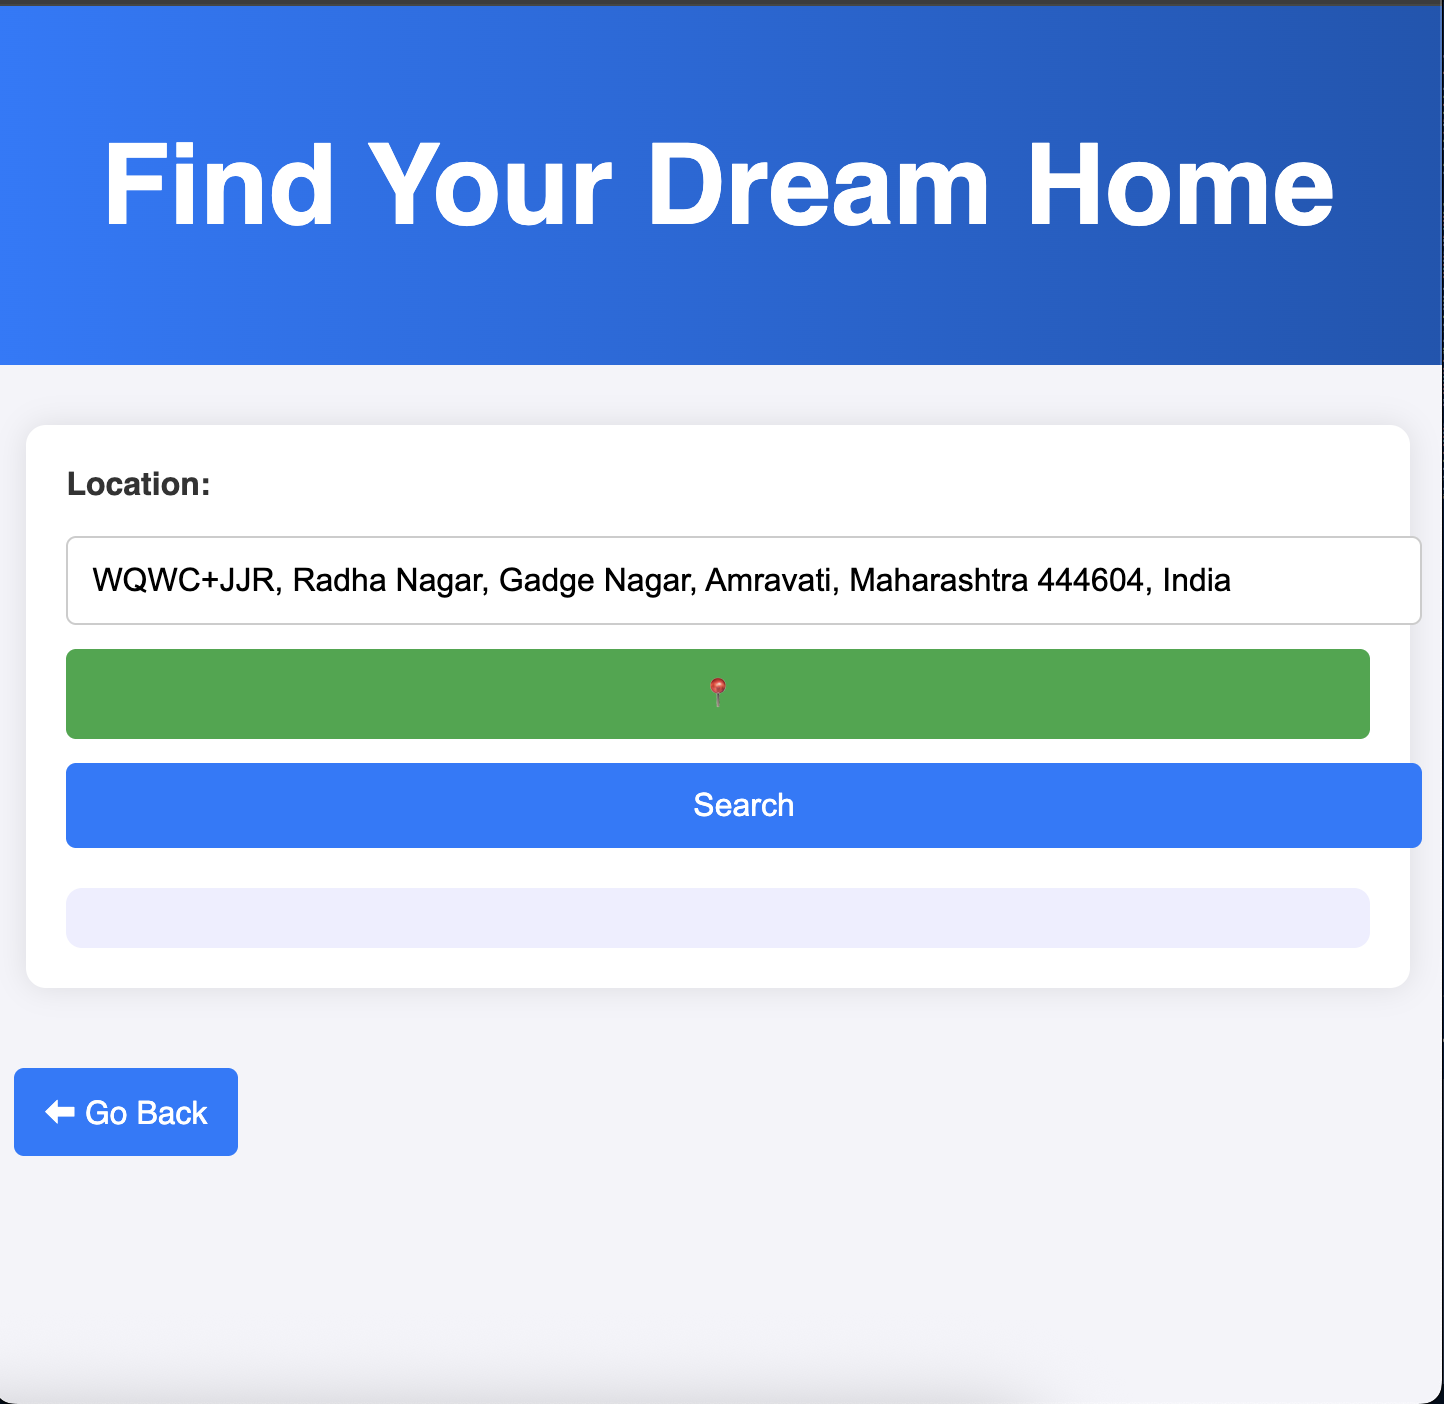 Find Your Dream Home
Location:
WQWC+JJR, Radha Nagar, Gadge Nagar, Amravati, Maharashtra 444604, India
Search
Go Back